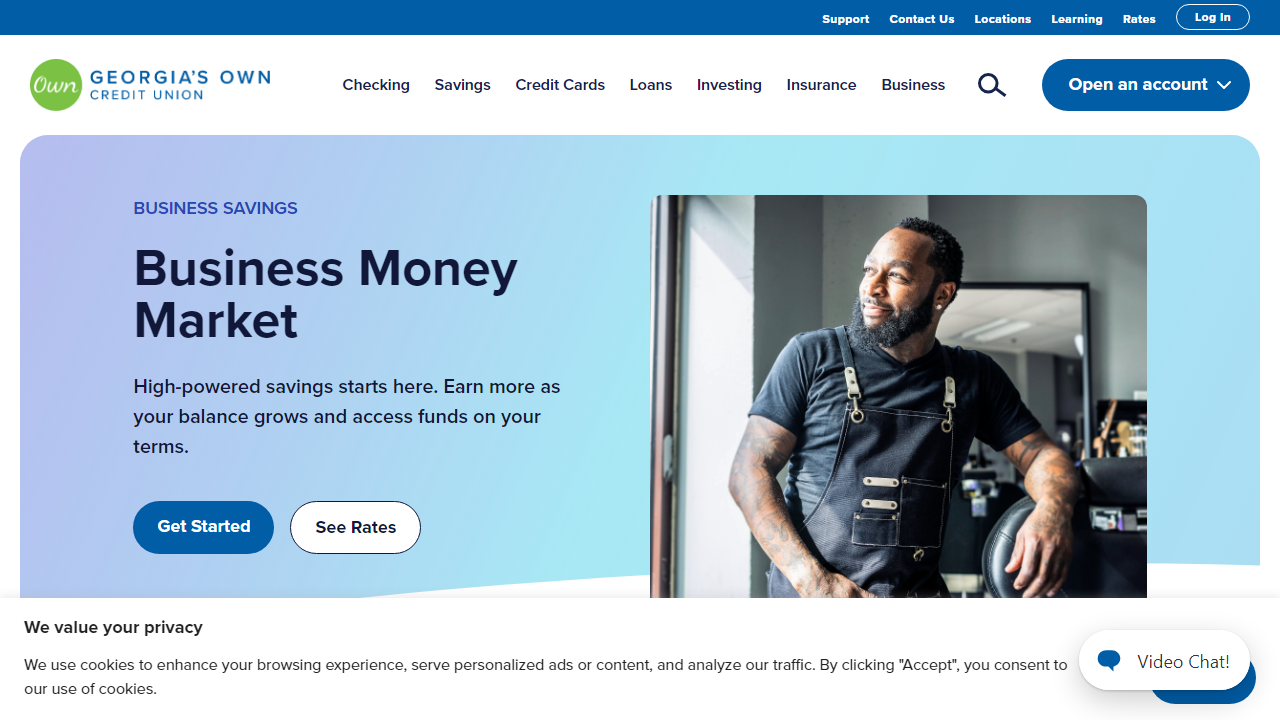 Support Contact Us Locations Learning Rates Log In
Own GEORGIA'S OWN
CREDIT UNION
Checking Savings Credit Cards Loans Investing Insurance Business Open an account
BUSINESS SAVINGS
Business Money
Market
High-powered savings starts here. Earn more as
your balance grows and access funds on your
terms.
Get Started See Rates
We value your privacy
We use cookies to enhance your browsing experience, serve personalized ads or content, and analyze our traffic. By clicking "Accept", you consent to
our use of cookies.
Video Chat!